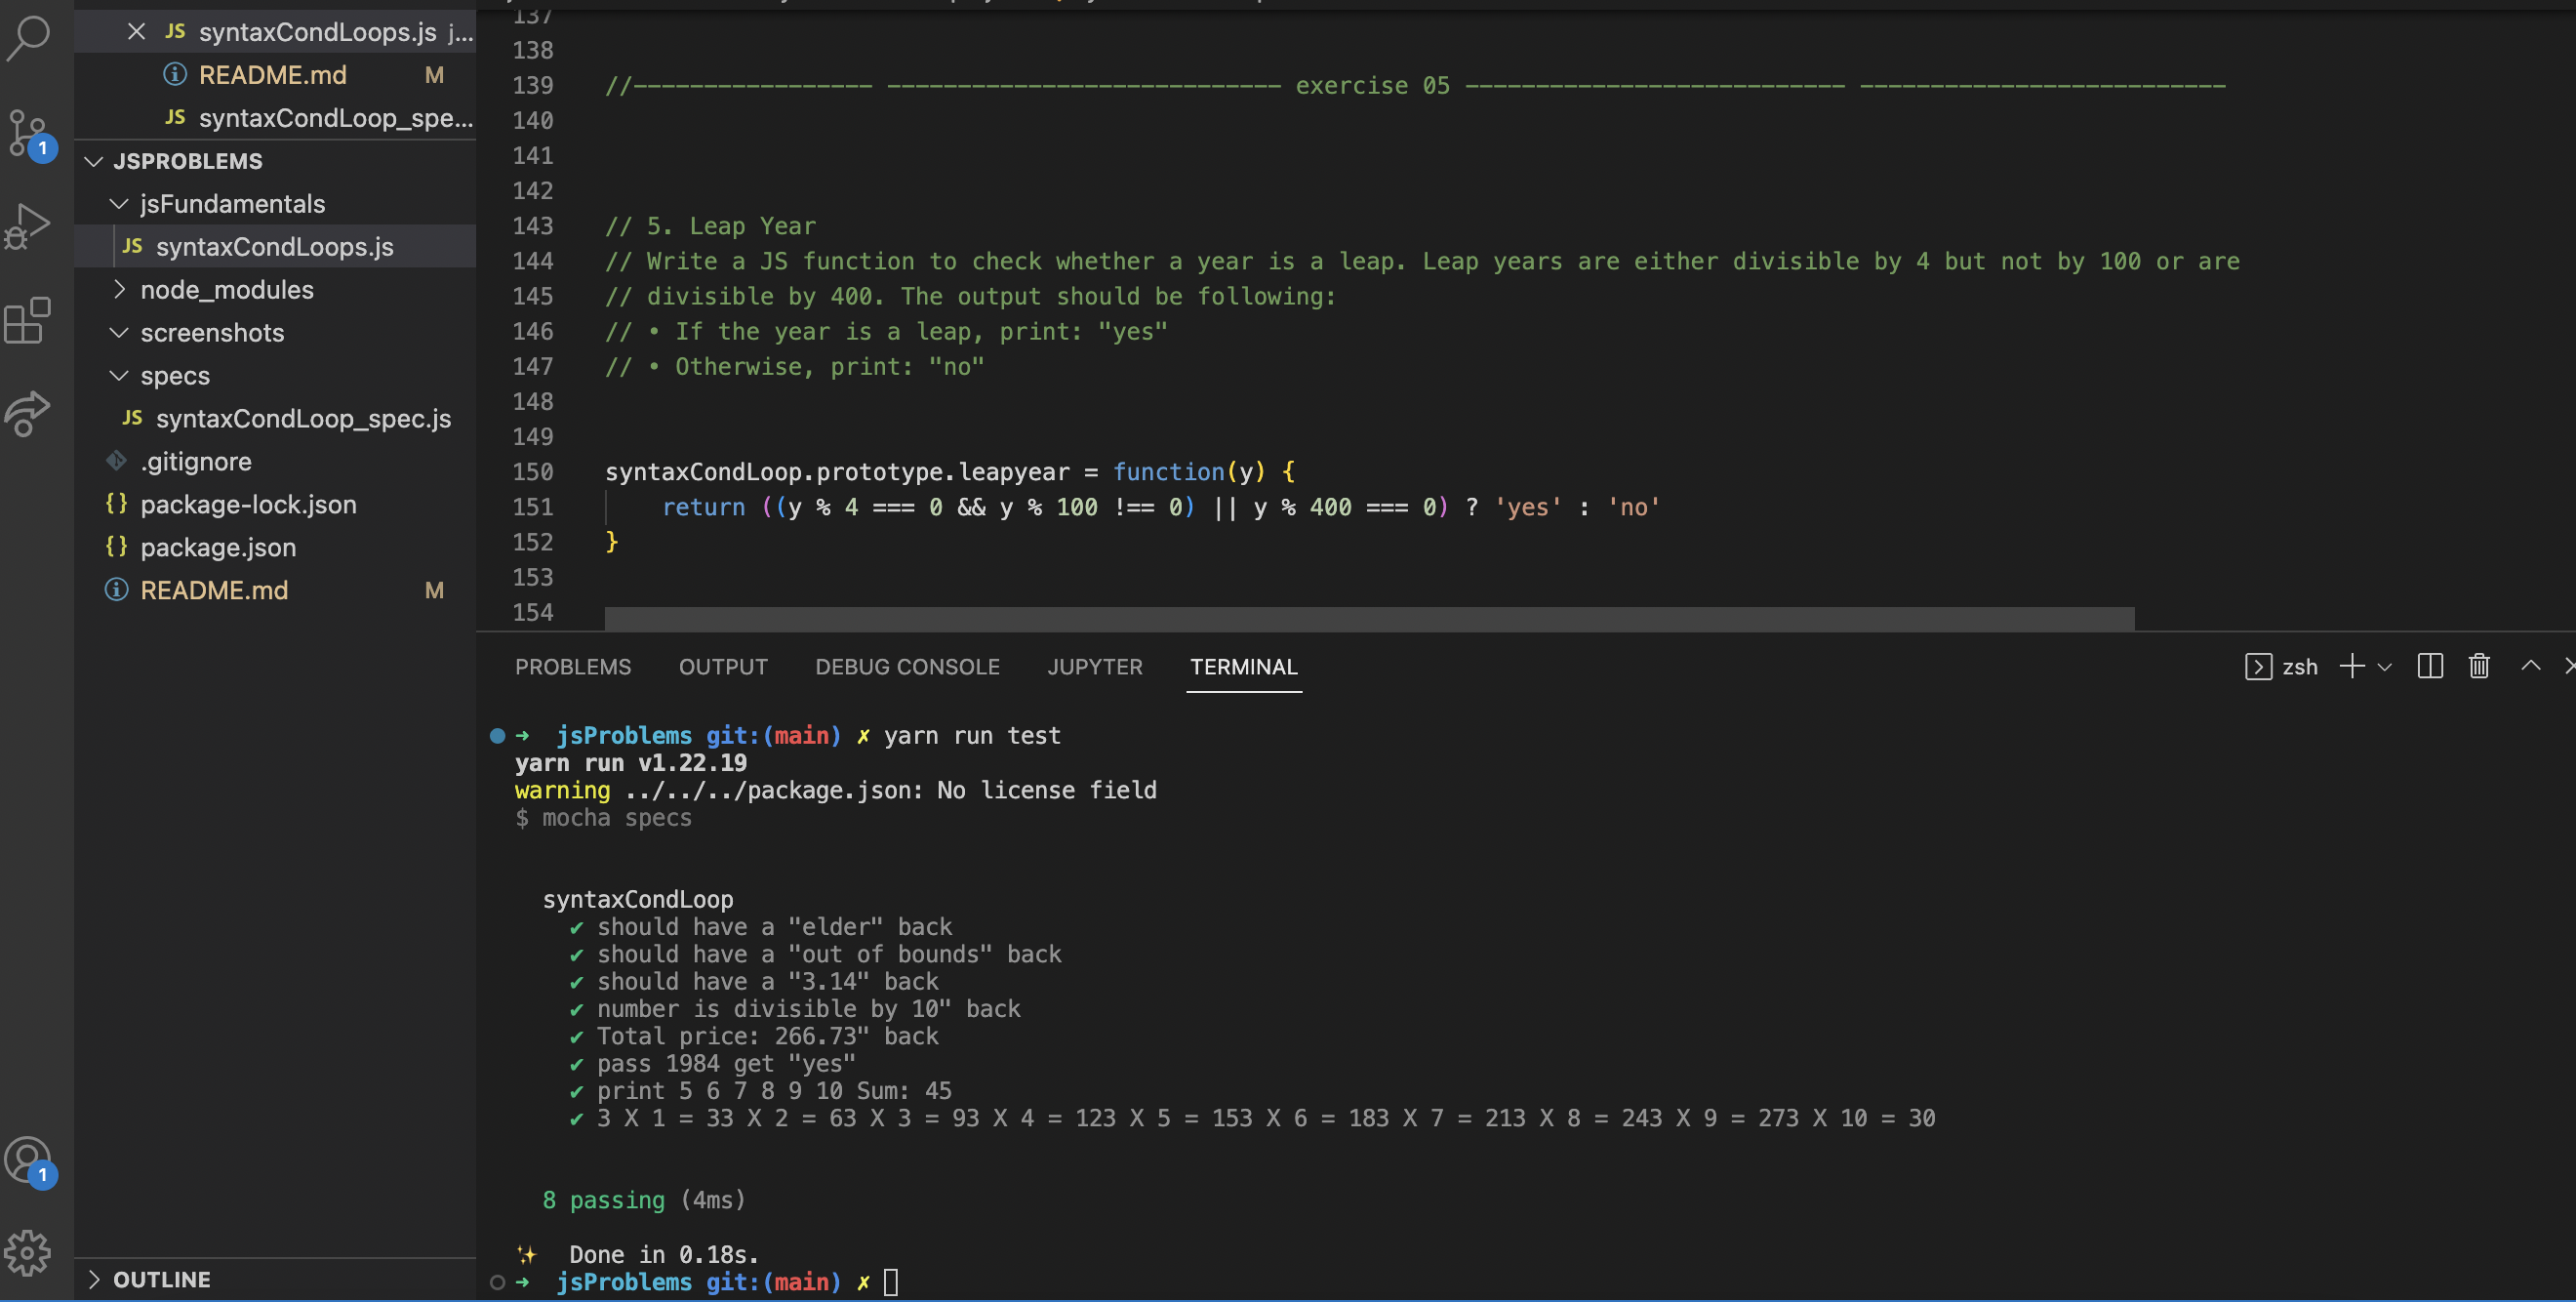 syntaxCondLoops.js j...
README.md M
syntaxCondLoop_spe...
JSPROBLEMS
jsFundamentals
JS syntaxCondLoops.js
node_modules
screenshots
specs
JS syntaxCondLoop_spec.js
.gitignore
{} package-lock.json
{} package.json
README.md M
OUTLINE
1
1
137
138
139 //----------------- ---------------------------- exercise 05 --------------------------- --------------------------
140
141
142
143 // 5. Leap Year
144 // Write a JS function to check whether a year is a leap. Leap years are either divisible by 4 but not by 100 or are
145 // divisible by 400. The output should be following:
146 // • If the year is a leap, print: "yes"
147 // • Otherwise, print: "no"
148
149
150 syntaxCondLoop.prototype.leapyear = function(y) {
151 return ((y % 4 === 0 && y % 100 !== 0) || y % 400 === 0) ? 'yes' : 'no'
152 }
153
154
PROBLEMS OUTPUT DEBUG CONSOLE JUPYTER TERMINAL zsh
➜ jsProblems git:(main) ✗ yarn run test
yarn run v1.22.19
warning ../../../package.json: No license field
$ mocha specs
syntaxCondLoop
✔ should have a "elder" back
✔ should have a "out of bounds" back
✔ should have a "3.14" back
✔ number is divisible by 10" back
✔ Total price: 266.73" back
✔ pass 1984 get "yes"
✔ print 5 6 7 8 9 10 Sum: 45
✔ 3 X 1 = 33 X 2 = 63 X 3 = 93 X 4 = 123 X 5 = 153 X 6 = 183 X 7 = 213 X 8 = 243 X 9 = 273 X 10 = 30
8 passing (4ms)
✨ Done in 0.18s.
➜ jsProblems git:(main) ✗